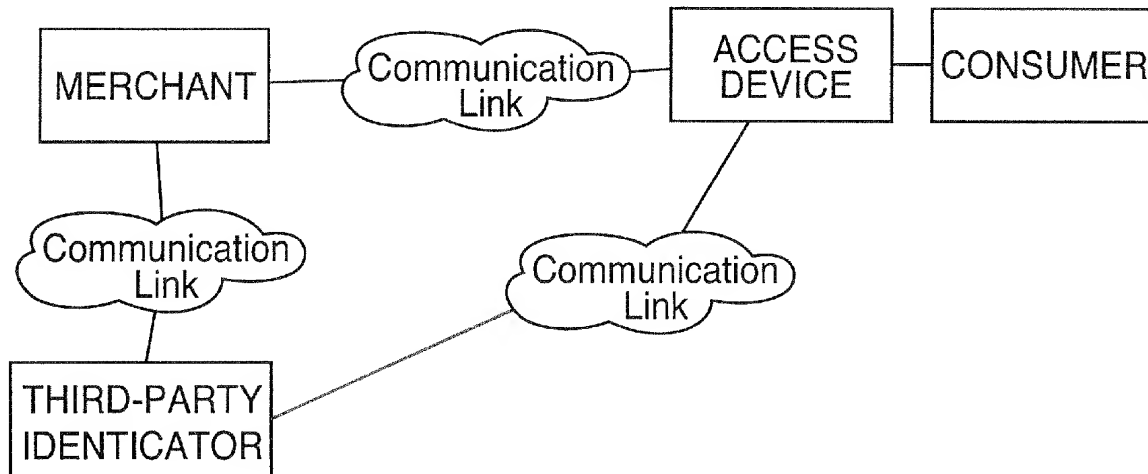 MERCHANT
Communication
Link
ACCESS
DEVICE
CONSUMER
Communication
Link
Communication
Link
THIRD-PARTY
IDENTICATOR